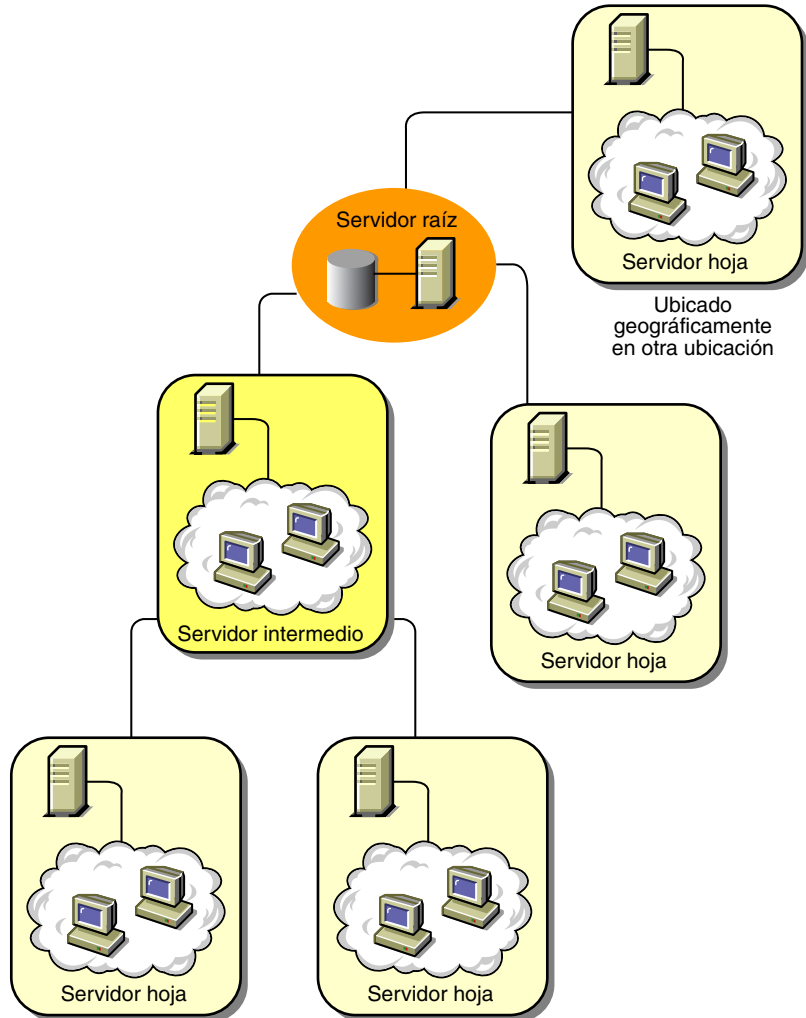 Servidor raíz
Servidor hoja
Ubicado
geográficamente
en otra ubicación
Servidor intermedio
Servidor hoja
Servidor hoja
Servidor hoja